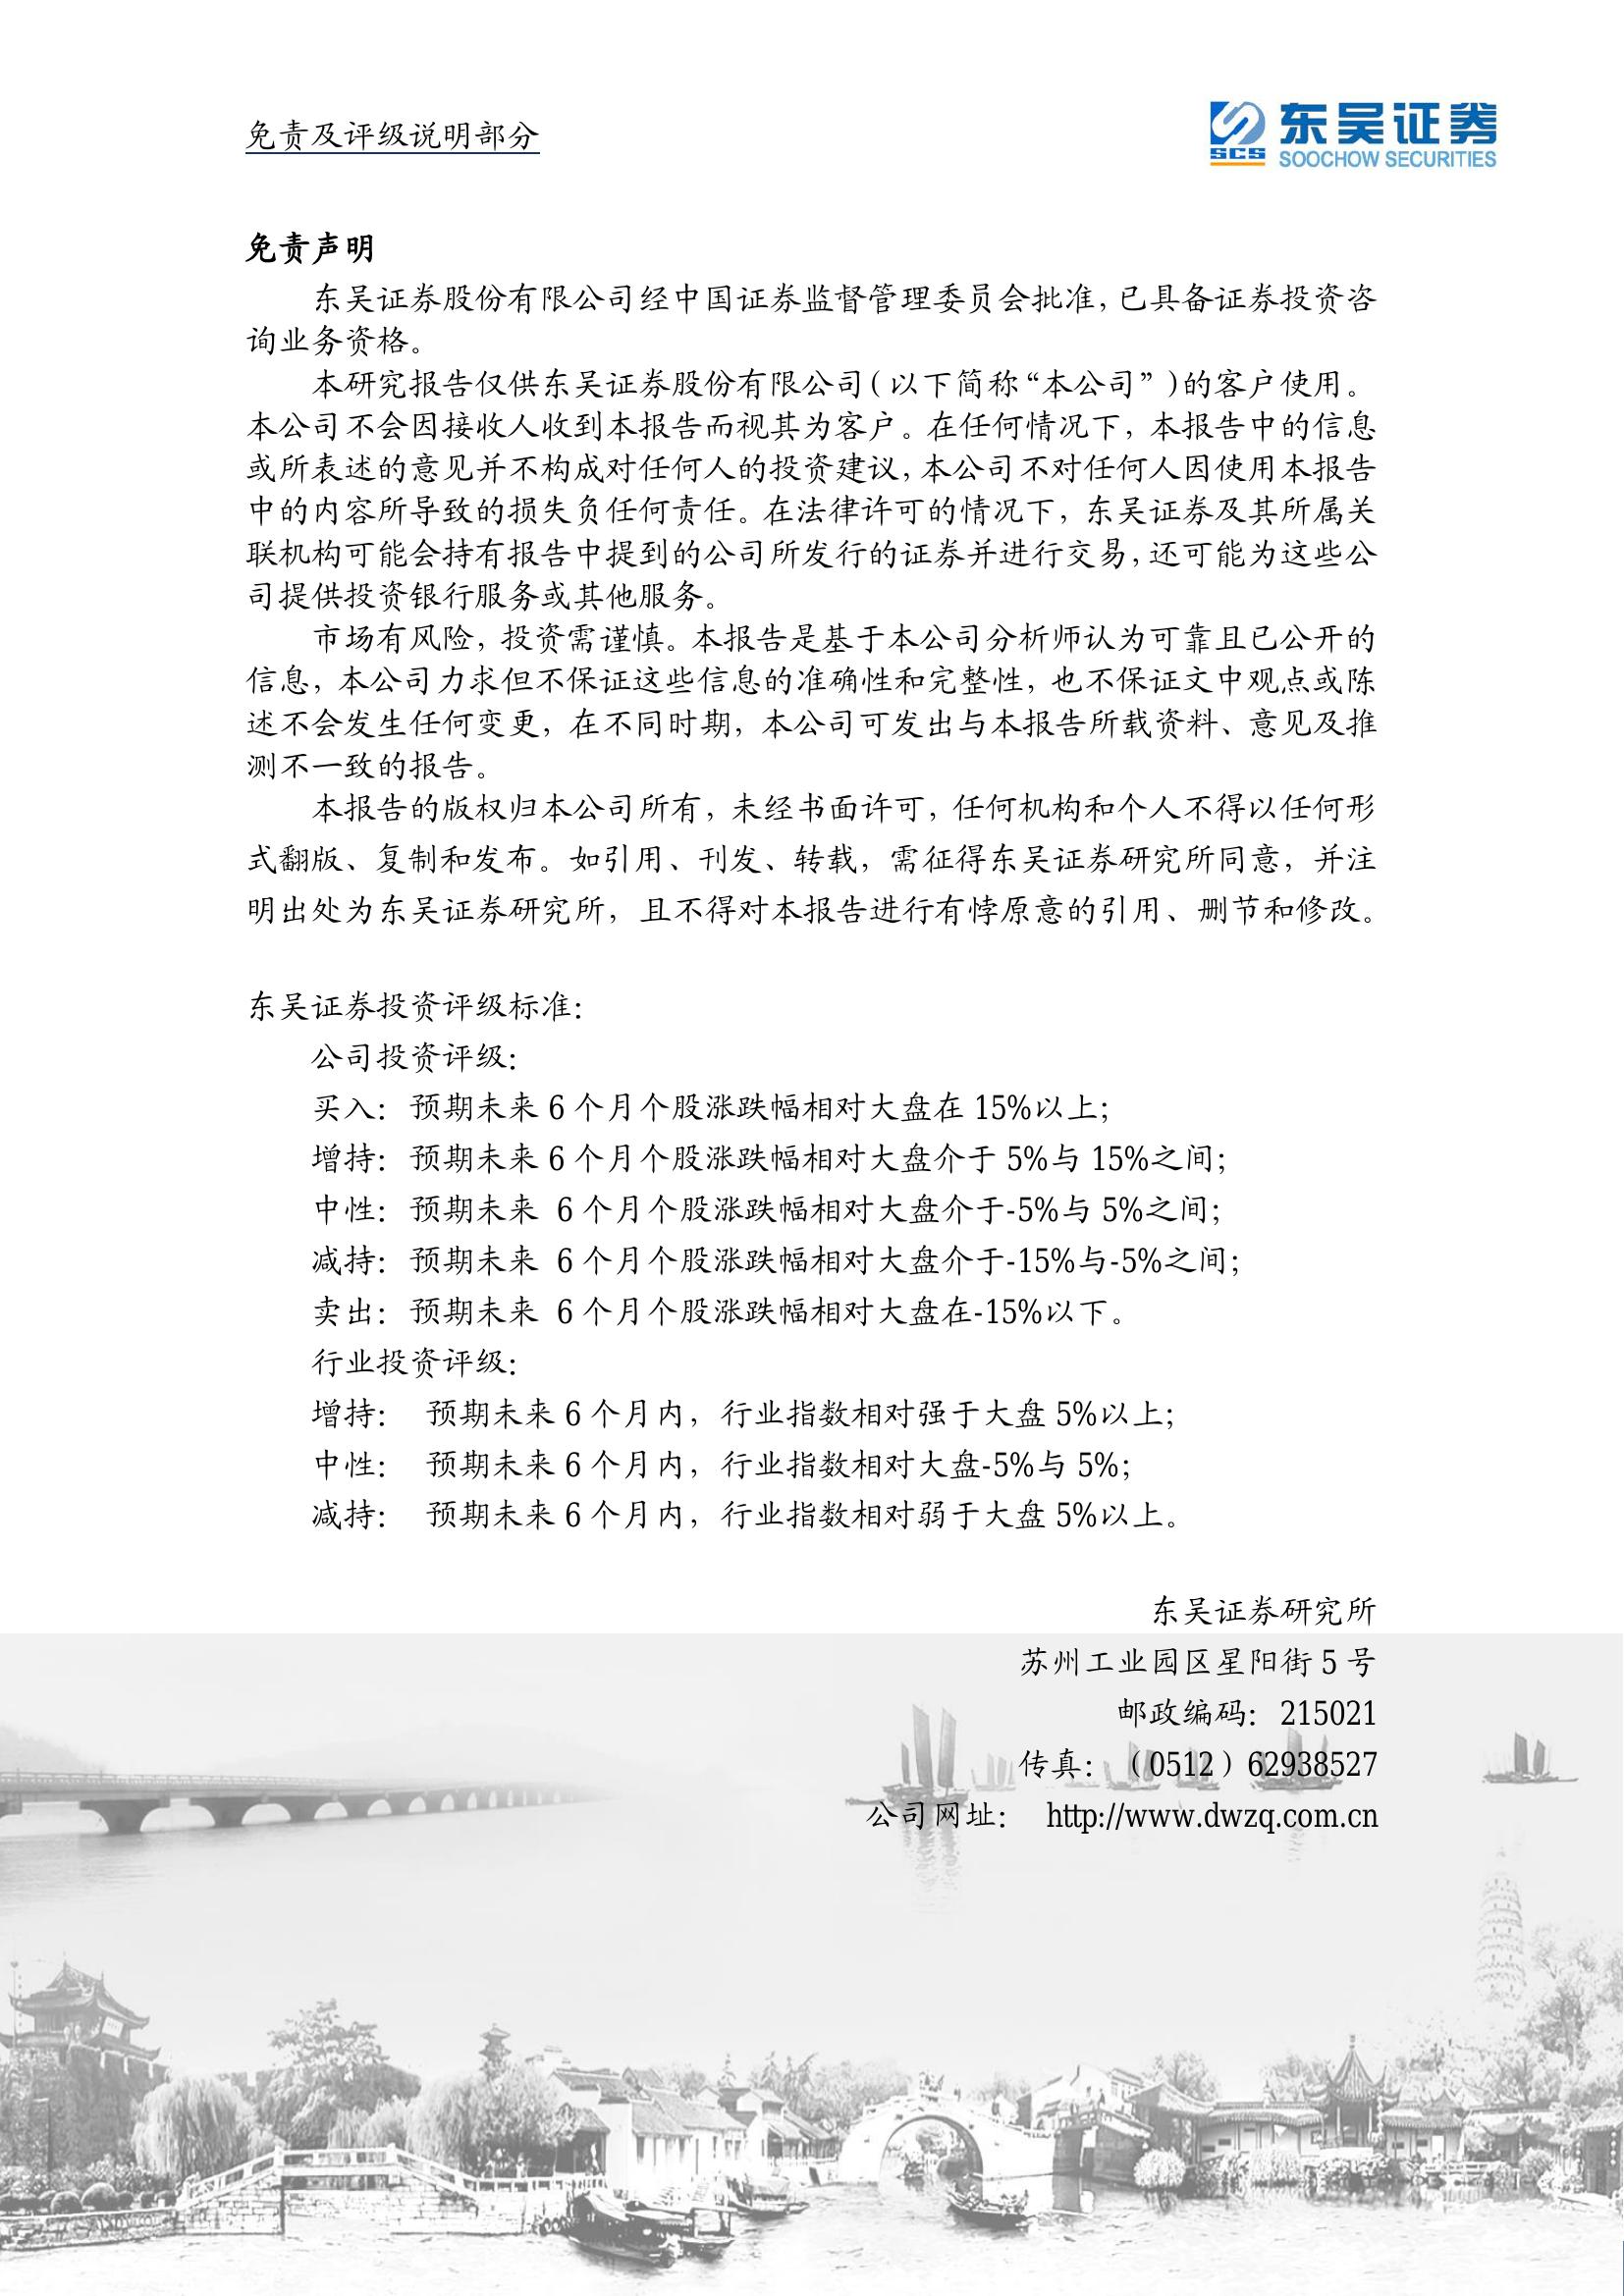 免责及评级说明部分
SCS 东吴证券
SOOCHOW SECURITIES
免责声明
东吴证券股份有限公司经中国证券监督管理委员会批准，已具备证券投资咨
询业务资格。
本研究报告仅供东吴证券股份有限公司（以下简称“本公司”）的客户使用。
本公司不会因接收人收到本报告而视其为客户。在任何情况下，本报告中的信息
或所表述的意见并不构成对任何人的投资建议，本公司不对任何人因使用本报告
中的内容所导致的损失负任何责任。在法律许可的情况下，东吴证券及其所属关
联机构可能会持有报告中提到的公司所发行的证券并进行交易，还可能为这些公
司提供投资银行服务或其他服务。
市场有风险，投资需谨慎。本报告是基于本公司分析师认为可靠且已公开的
信息，本公司力求但不保证这些信息的准确性和完整性，也不保证文中观点或陈
述不会发生任何变更，在不同时期，本公司可发出与本报告所载资料、意见及推
测不一致的报告。
本报告的版权归本公司所有，未经书面许可，任何机构和个人不得以任何形
式翻版、复制和发布。如引用、刊发、转载，需征得东吴证券研究所同意，并注
明出处为东吴证券研究所，且不得对本报告进行有悖原意的引用、删节和修改。
东吴证券投资评级标准：
公司投资评级：
买入：预期未来 6 个月个股涨跌幅相对大盘在 15%以上；
增持：预期未来 6 个月个股涨跌幅相对大盘介于 5%与 15%之间；
中性：预期未来 6 个月个股涨跌幅相对大盘介于-5%与 5%之间；
减持：预期未来 6 个月个股涨跌幅相对大盘介于-15%与-5%之间；
卖出：预期未来 6 个月个股涨跌幅相对大盘在-15%以下。
行业投资评级：
增持： 预期未来 6 个月内，行业指数相对强于大盘 5%以上；
中性： 预期未来 6 个月内，行业指数相对大盘-5%与 5%；
减持： 预期未来 6 个月内，行业指数相对弱于大盘 5%以上。
东吴证券研究所
苏州工业园区星阳街 5 号
邮政编码：215021
传真：（0512）62938527
公司网址： http://www.dwzq.com.cn